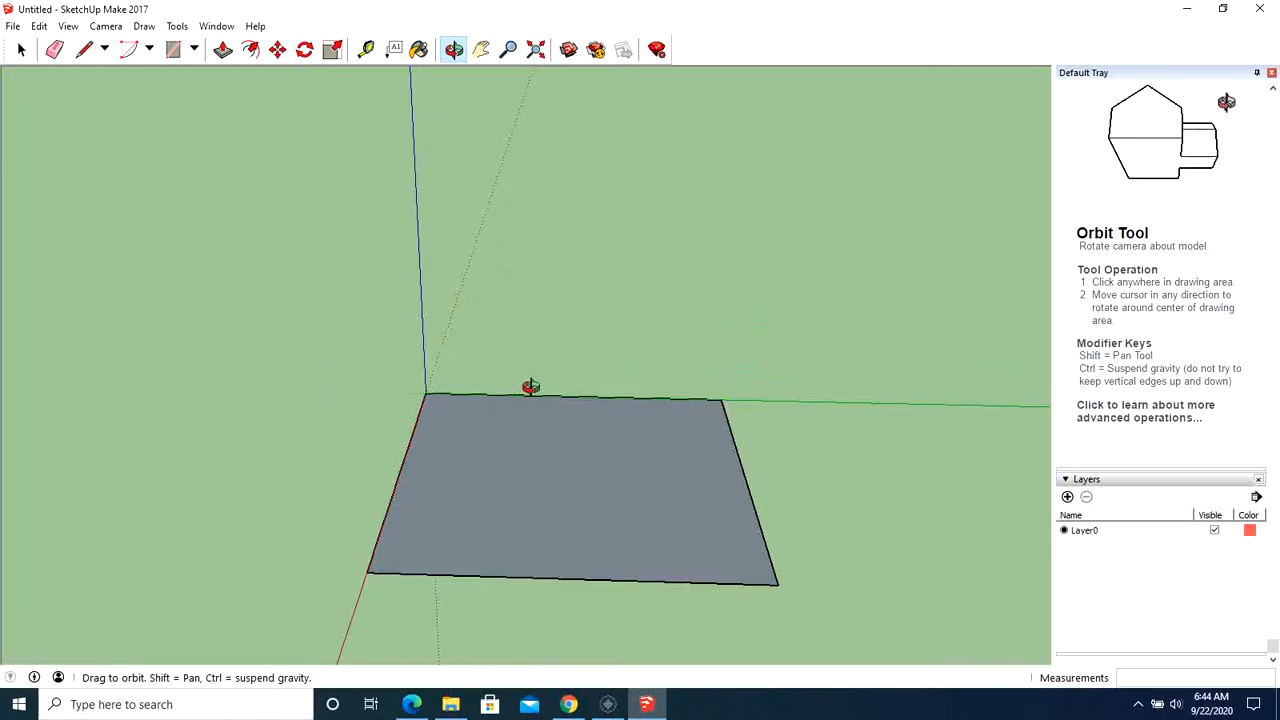 Untitled - SketchUp Make 2017
File Edit View Camera Draw Tools Window Help
A1
Default Tray
Orbit Tool
Rotate camera about model
Tool Operation
1. Click anywhere in drawing area.
2. Move cursor in any direction to
rotate around center of drawing
area.
Modifier Keys
Shift = Pan Tool
Ctrl = Suspend gravity (do not try to
keep vertical edges up and down)
Click to learn about more
advanced operations...
Layers
Name Visible Color
Layer0
Drag to orbit. Shift = Pan, Ctrl = suspend gravity.
Measurements
Type here to search
6:44 AM
9/22/2020